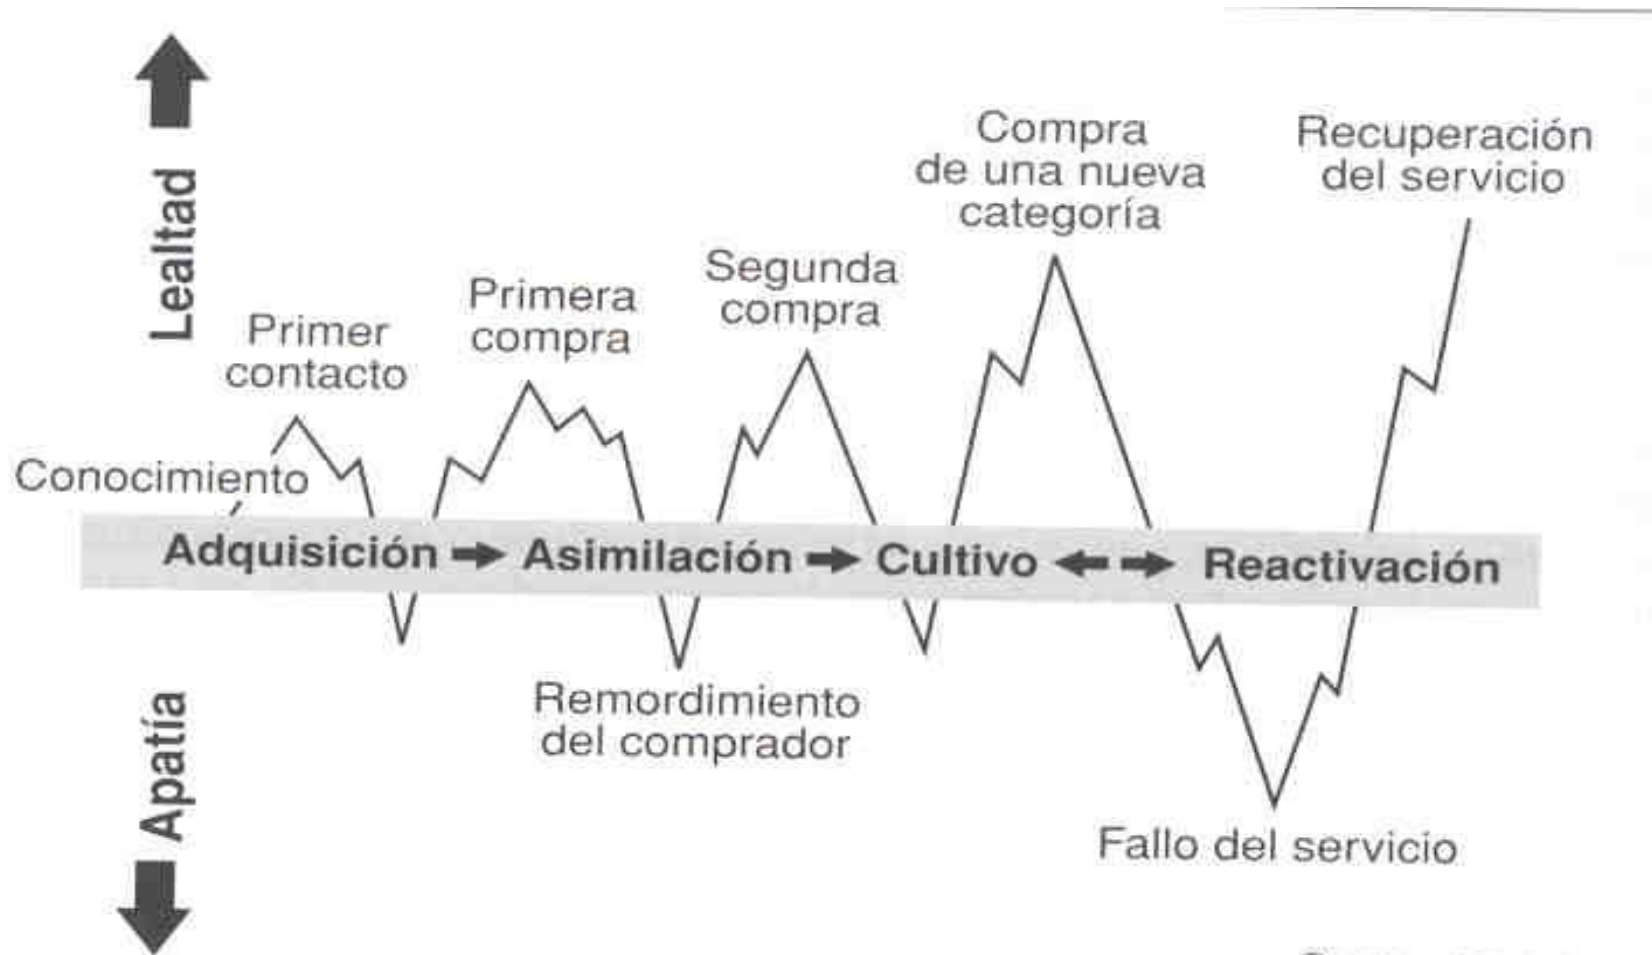 Lealtad
Compra
de una nueva
categoría
Recuperación
del servicio
Segunda
compra
Primera
compra
Primer
contacto
Conocimiento
Adquisición
Asimilación
Cultivo
Reactivación
Remordimiento
del comprador
Apatía
Fallo del servicio